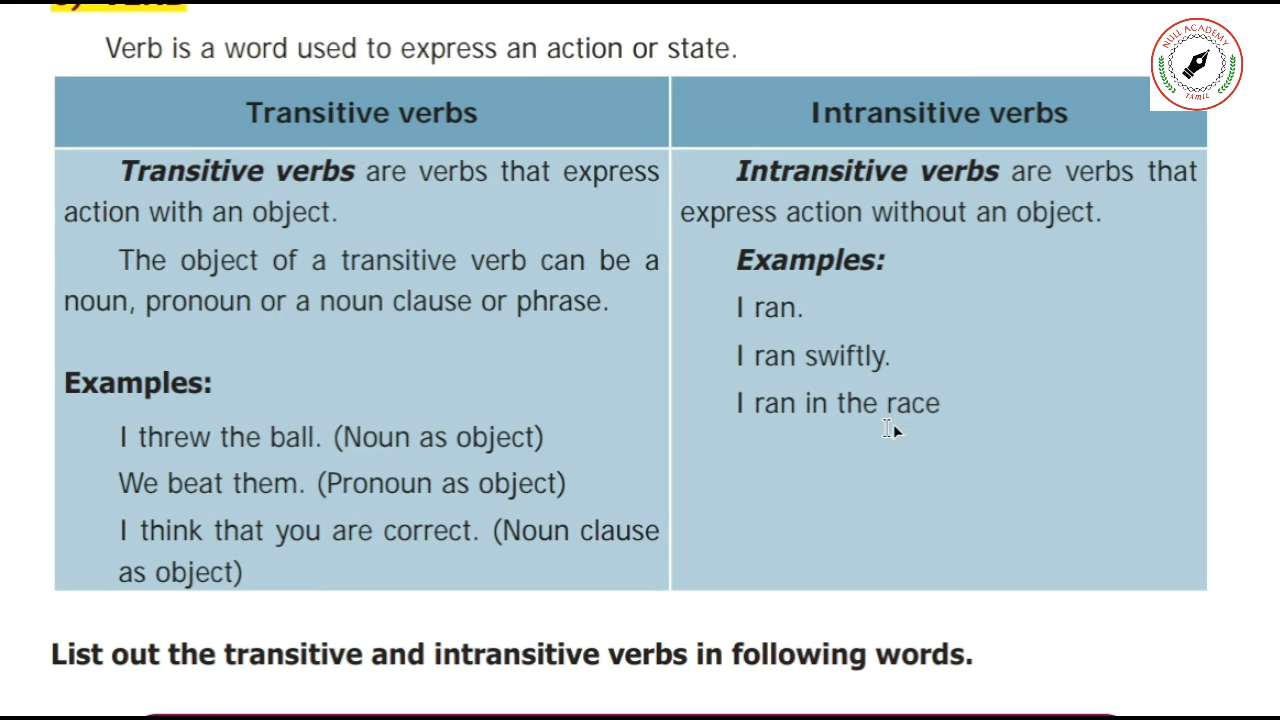 Verb is a word used to express an action or state.
NULL ACADEMY
TAMIL
Transitive verbs
Intransitive verbs
Transitive verbs are verbs that express
action with an object.
The object of a transitive verb can be a
noun, pronoun or a noun clause or phrase.
Examples:
I threw the ball. (Noun as object)
We beat them. (Pronoun as object)
I think that you are correct. (Noun clause
as object)
Intransitive verbs are verbs that
express action without an object.
Examples:
I ran.
I ran swiftly.
I ran in the race
List out the transitive and intransitive verbs in following words.